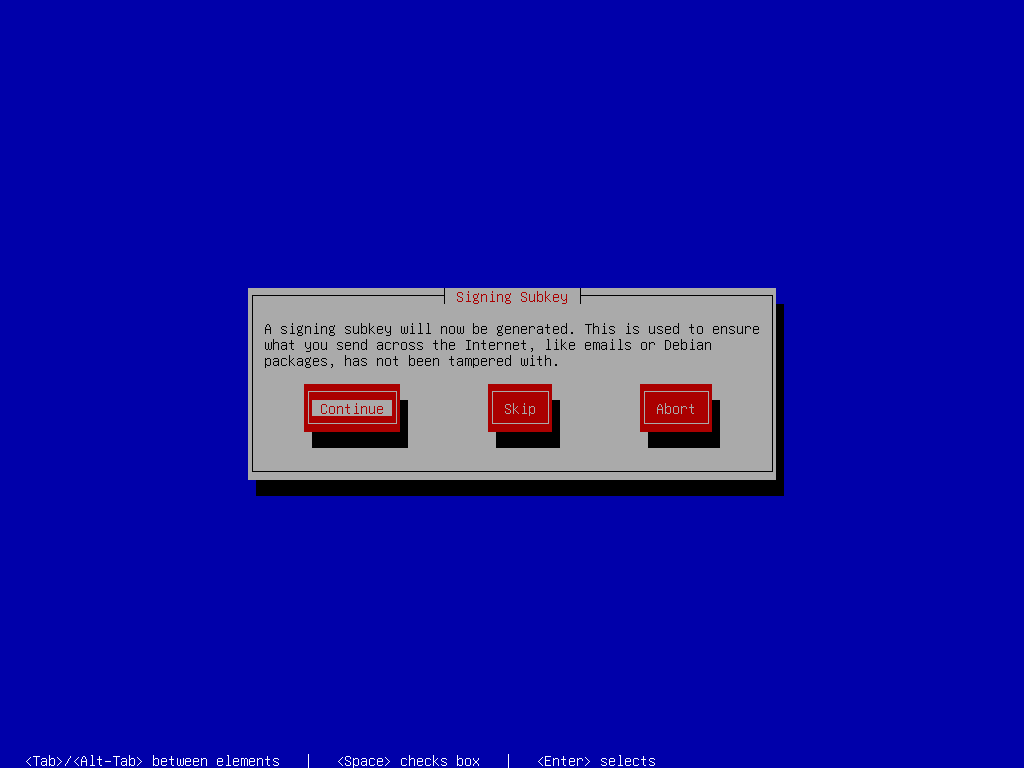 Signing Subkey
A signing subkey will now be generated. This is used to ensure
what you send across the Internet, like emails or Debian
packages, has not been tampered with.
Continue Skip Abort
<Tab>/<Alt-Tab> between elements | <Space> checks box | <Enter> selects